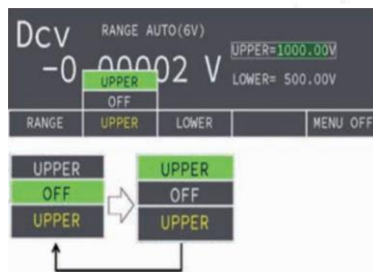 Dcv RANGE AUTO(6V)
UPPER=1000.00V
-0 02 V
UPPER
LOWER= 500.00V
OFF
RANGE UPPER LOWER MENU OFF
UPPER UPPER
OFF OFF
UPPER UPPER